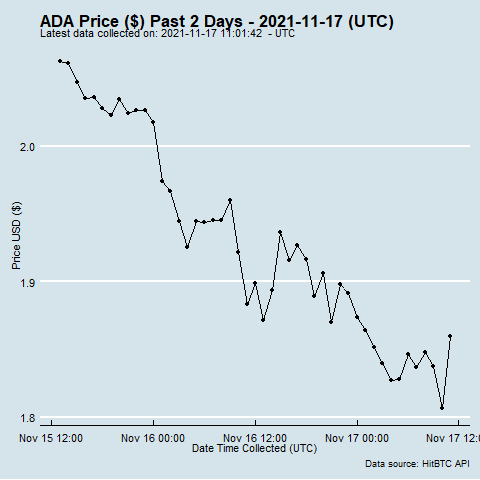 ADA Price ($) Past 2 Days - 2021-11-17 (UTC)
Latest data collected on: 2021-11-17 11:01:42 - UTC
Price USD ($)
2.0
1.9
1.8
Nov 15 12:00 Nov 16 00:00 Nov 16 12:00 Nov 17 00:00 Nov 17 12:00
Date Time Collected (UTC)
Data source: HitBTC API